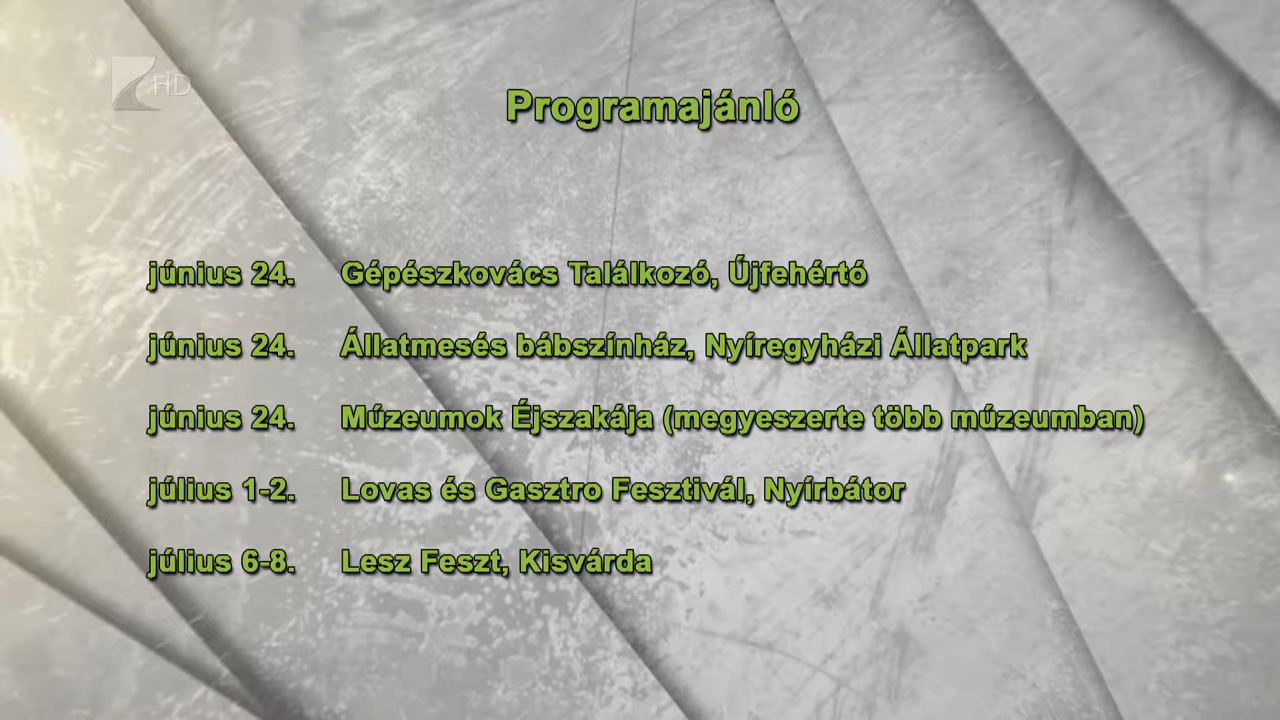 HD
Programajánló
június 24. Gépészkovács Találkozó, Újfehértó
június 24. Állatmesés bábszínház, Nyíregyházi Állatpark
június 24. Múzeumok Éjszakája (megyeszerte több múzeumban)
július 1-2. Lovas és Gasztro Fesztivál, Nyírbátor
július 6-8. Lesz Feszt, Kisvárda